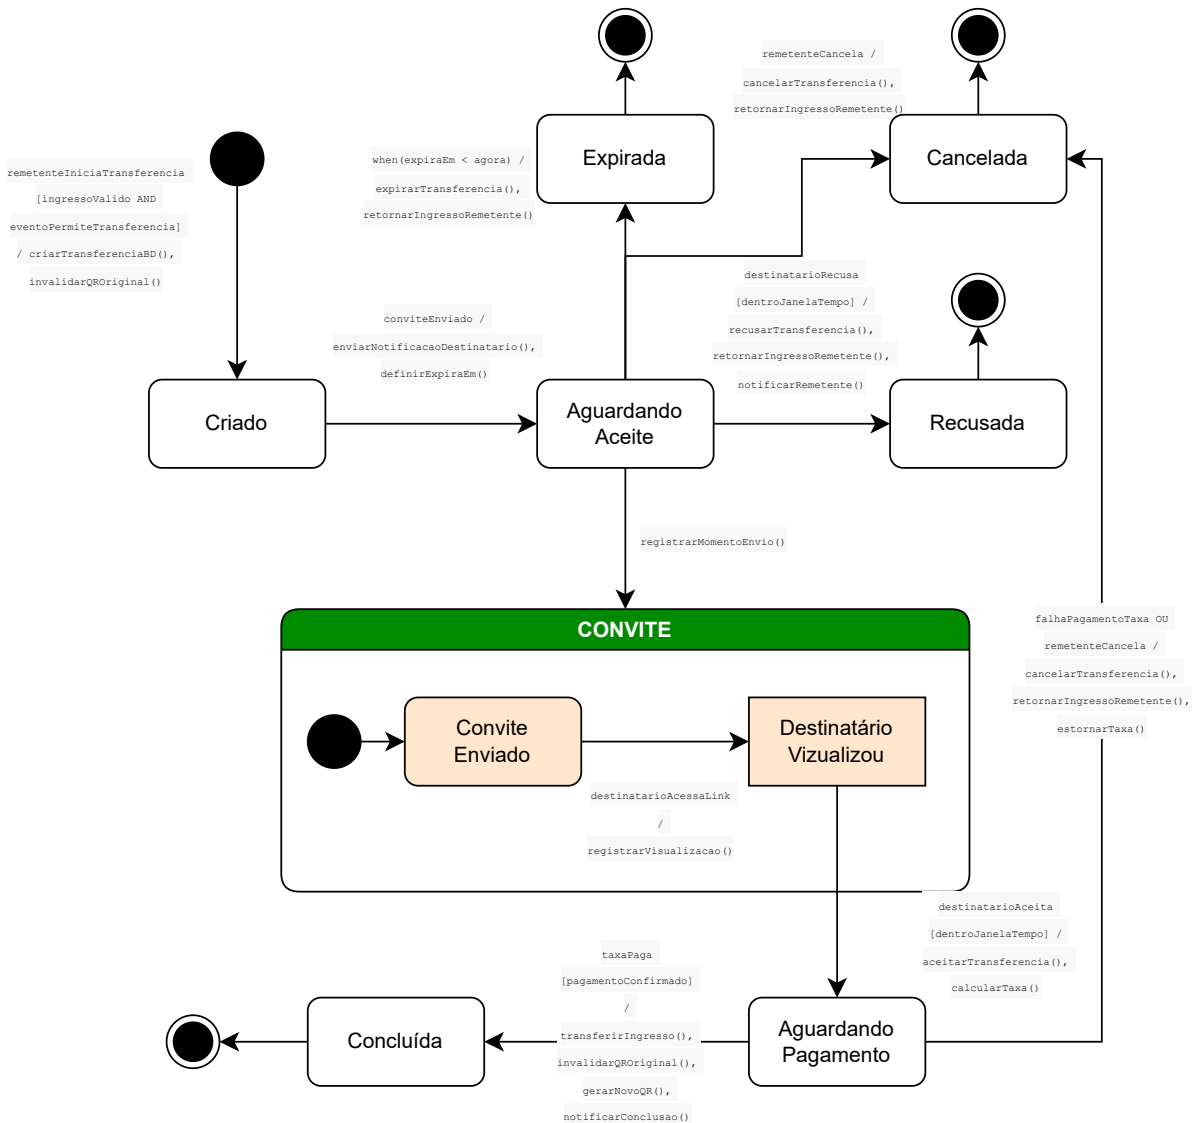 remetenteCancela /
cancelarTransferencia(),
retornarIngressoRemetente()
Expirada
Cancelada
when(expiraEm < agora) /
expirarTransferencia(),
retornarIngressoRemetente()
remetenteIniciaTransferencia
[ingressoValido AND
eventoPermiteTransferencia]
/ criarTransferenciaBD(),
invalidarQROriginal()
destinatarioRecusa
[dentroJanelaTempo] /
recusarTransferencia(),
retornarIngressoRemetente(),
notificarRemetente()
conviteEnviado /
enviarNotificacaoDestinatario(),
definirExpiraEm()
Criado
Aguardando
Aceite
Recusada
registrarMomentoEnvio()
CONVITE
falhaPagamentoTaxa OU
remetenteCancela /
cancelarTransferencia(),
retornarIngressoRemetente(),
estornarTaxa()
Convite
Enviado
Destinatário
Vizualizou
destinatarioAcessaLink
/
registrarVisualizacao()
destinatarioAceita
[dentroJanelaTempo] /
aceitarTransferencia(),
calcularTaxa()
taxaPaga
[pagamentoConfirmado]
/
transferirIngresso(),
invalidarQROriginal(),
gerarNovoQR(),
notificarConclusao()
Concluída
Aguardando
Pagamento